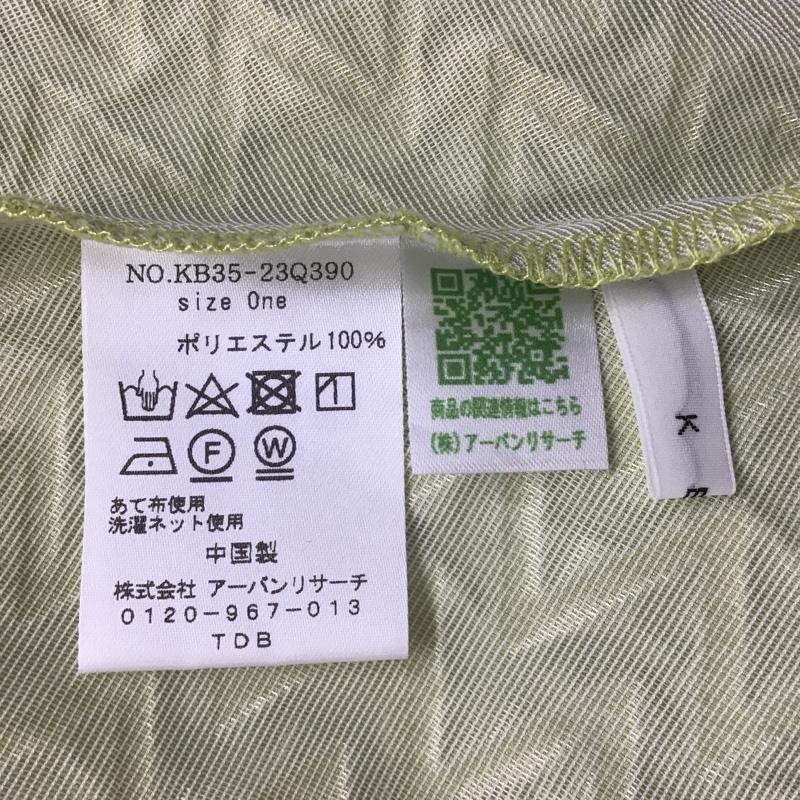 NO.KB35-23Q390
size One
ポリエステル100%
F
W
あて布使用
洗濯ネット使用
中国製
株式会社 アーバンリサーチ
0120-967-013
TDB
商品の関連情報はこちら
(株)アーバンリサーチ
K